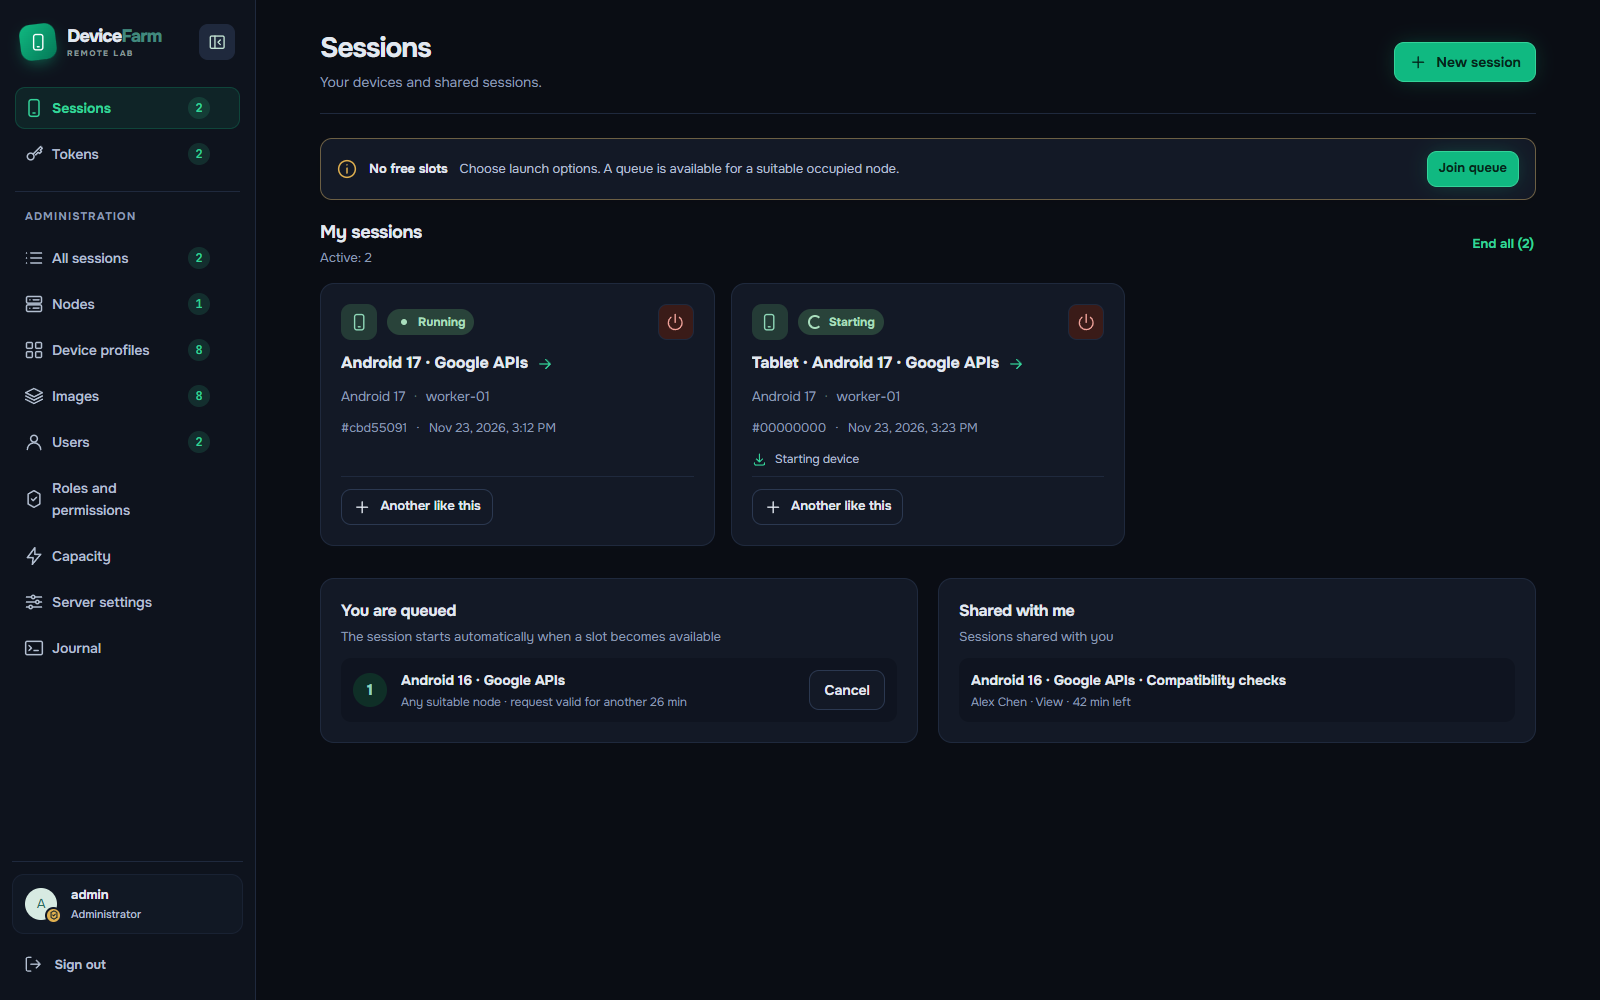 DeviceFarm
REMOTE LAB
Sessions 2
Tokens 2
ADMINISTRATION
All sessions 2
Nodes 1
Device profiles 8
Images 8
Users 2
Roles and
permissions
Capacity
Server settings
Journal
A
admin
Administrator
Sign out
Sessions
Your devices and shared sessions.
New session
No free slots Choose launch options. A queue is available for a suitable occupied node.
Join queue
My sessions
Active: 2
End all (2)
Running
Android 17 · Google APIs →
Android 17 · worker-01
#cbd55091 · Nov 23, 2026, 3:12 PM
Another like this
Starting
Tablet · Android 17 · Google APIs →
Android 17 · worker-01
#00000000 · Nov 23, 2026, 3:23 PM
Starting device
Another like this
You are queued
The session starts automatically when a slot becomes available
1
Android 16 · Google APIs
Any suitable node · request valid for another 26 min
Cancel
Shared with me
Sessions shared with you
Android 16 · Google APIs · Compatibility checks
Alex Chen · View · 42 min left